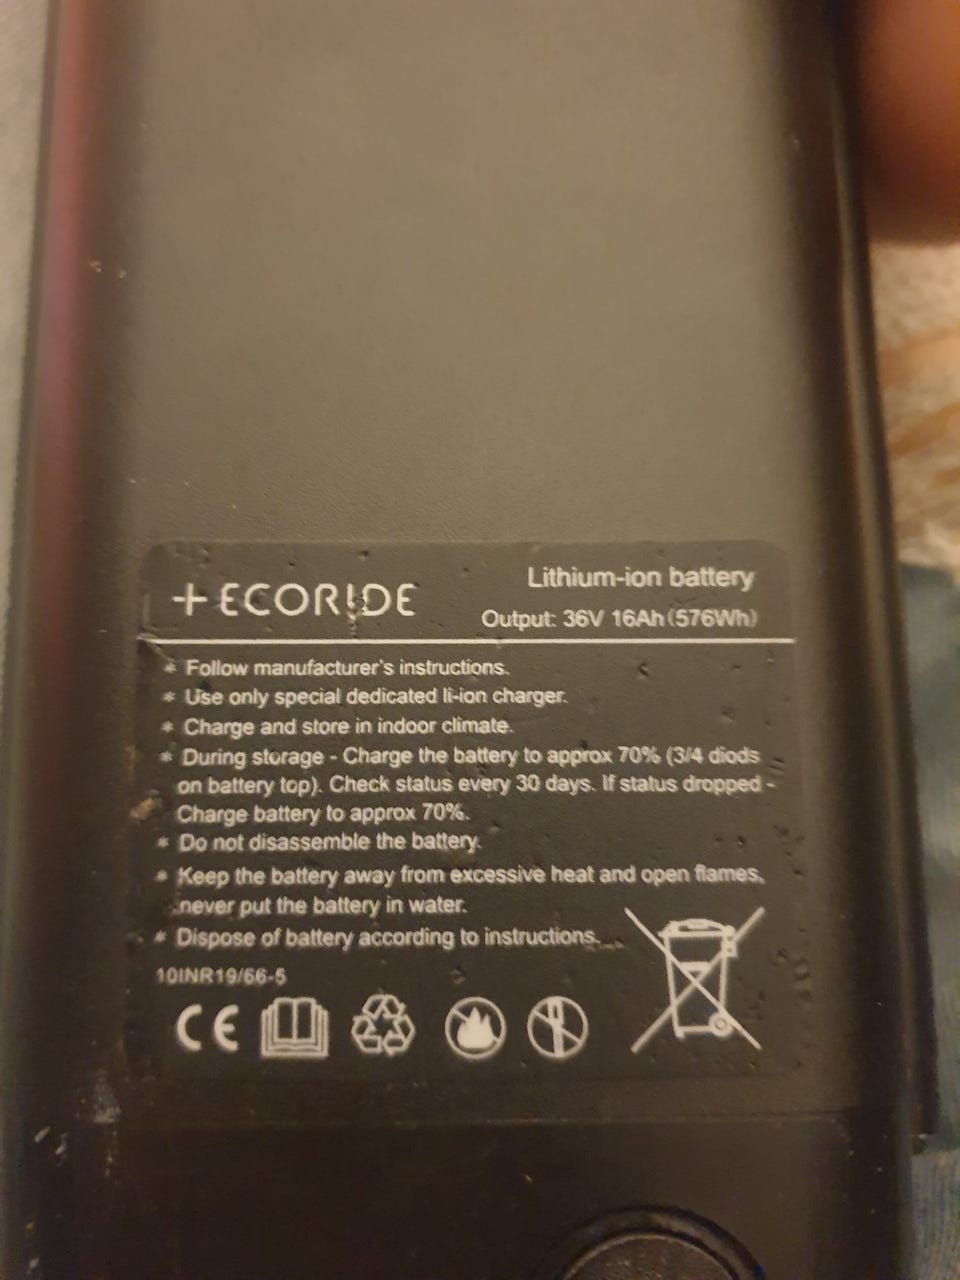 +ECORIDE
Lithium-ion battery
Output: 36V 16Ah(576Wh)
* Follow manufacturer's instructions.
* Use only special dedicated li-ion charger.
* Charge and store in indoor climate.
* During storage - Charge the battery to approx 70% (3/4 diods
on battery top). Check status every 30 days. If status dropped -
Charge battery to approx 70%.
* Do not disassemble the battery.
* Keep the battery away from excessive heat and open flames,
never put the battery in water.
* Dispose of battery according to instructions.
10INR19/66-5
CE